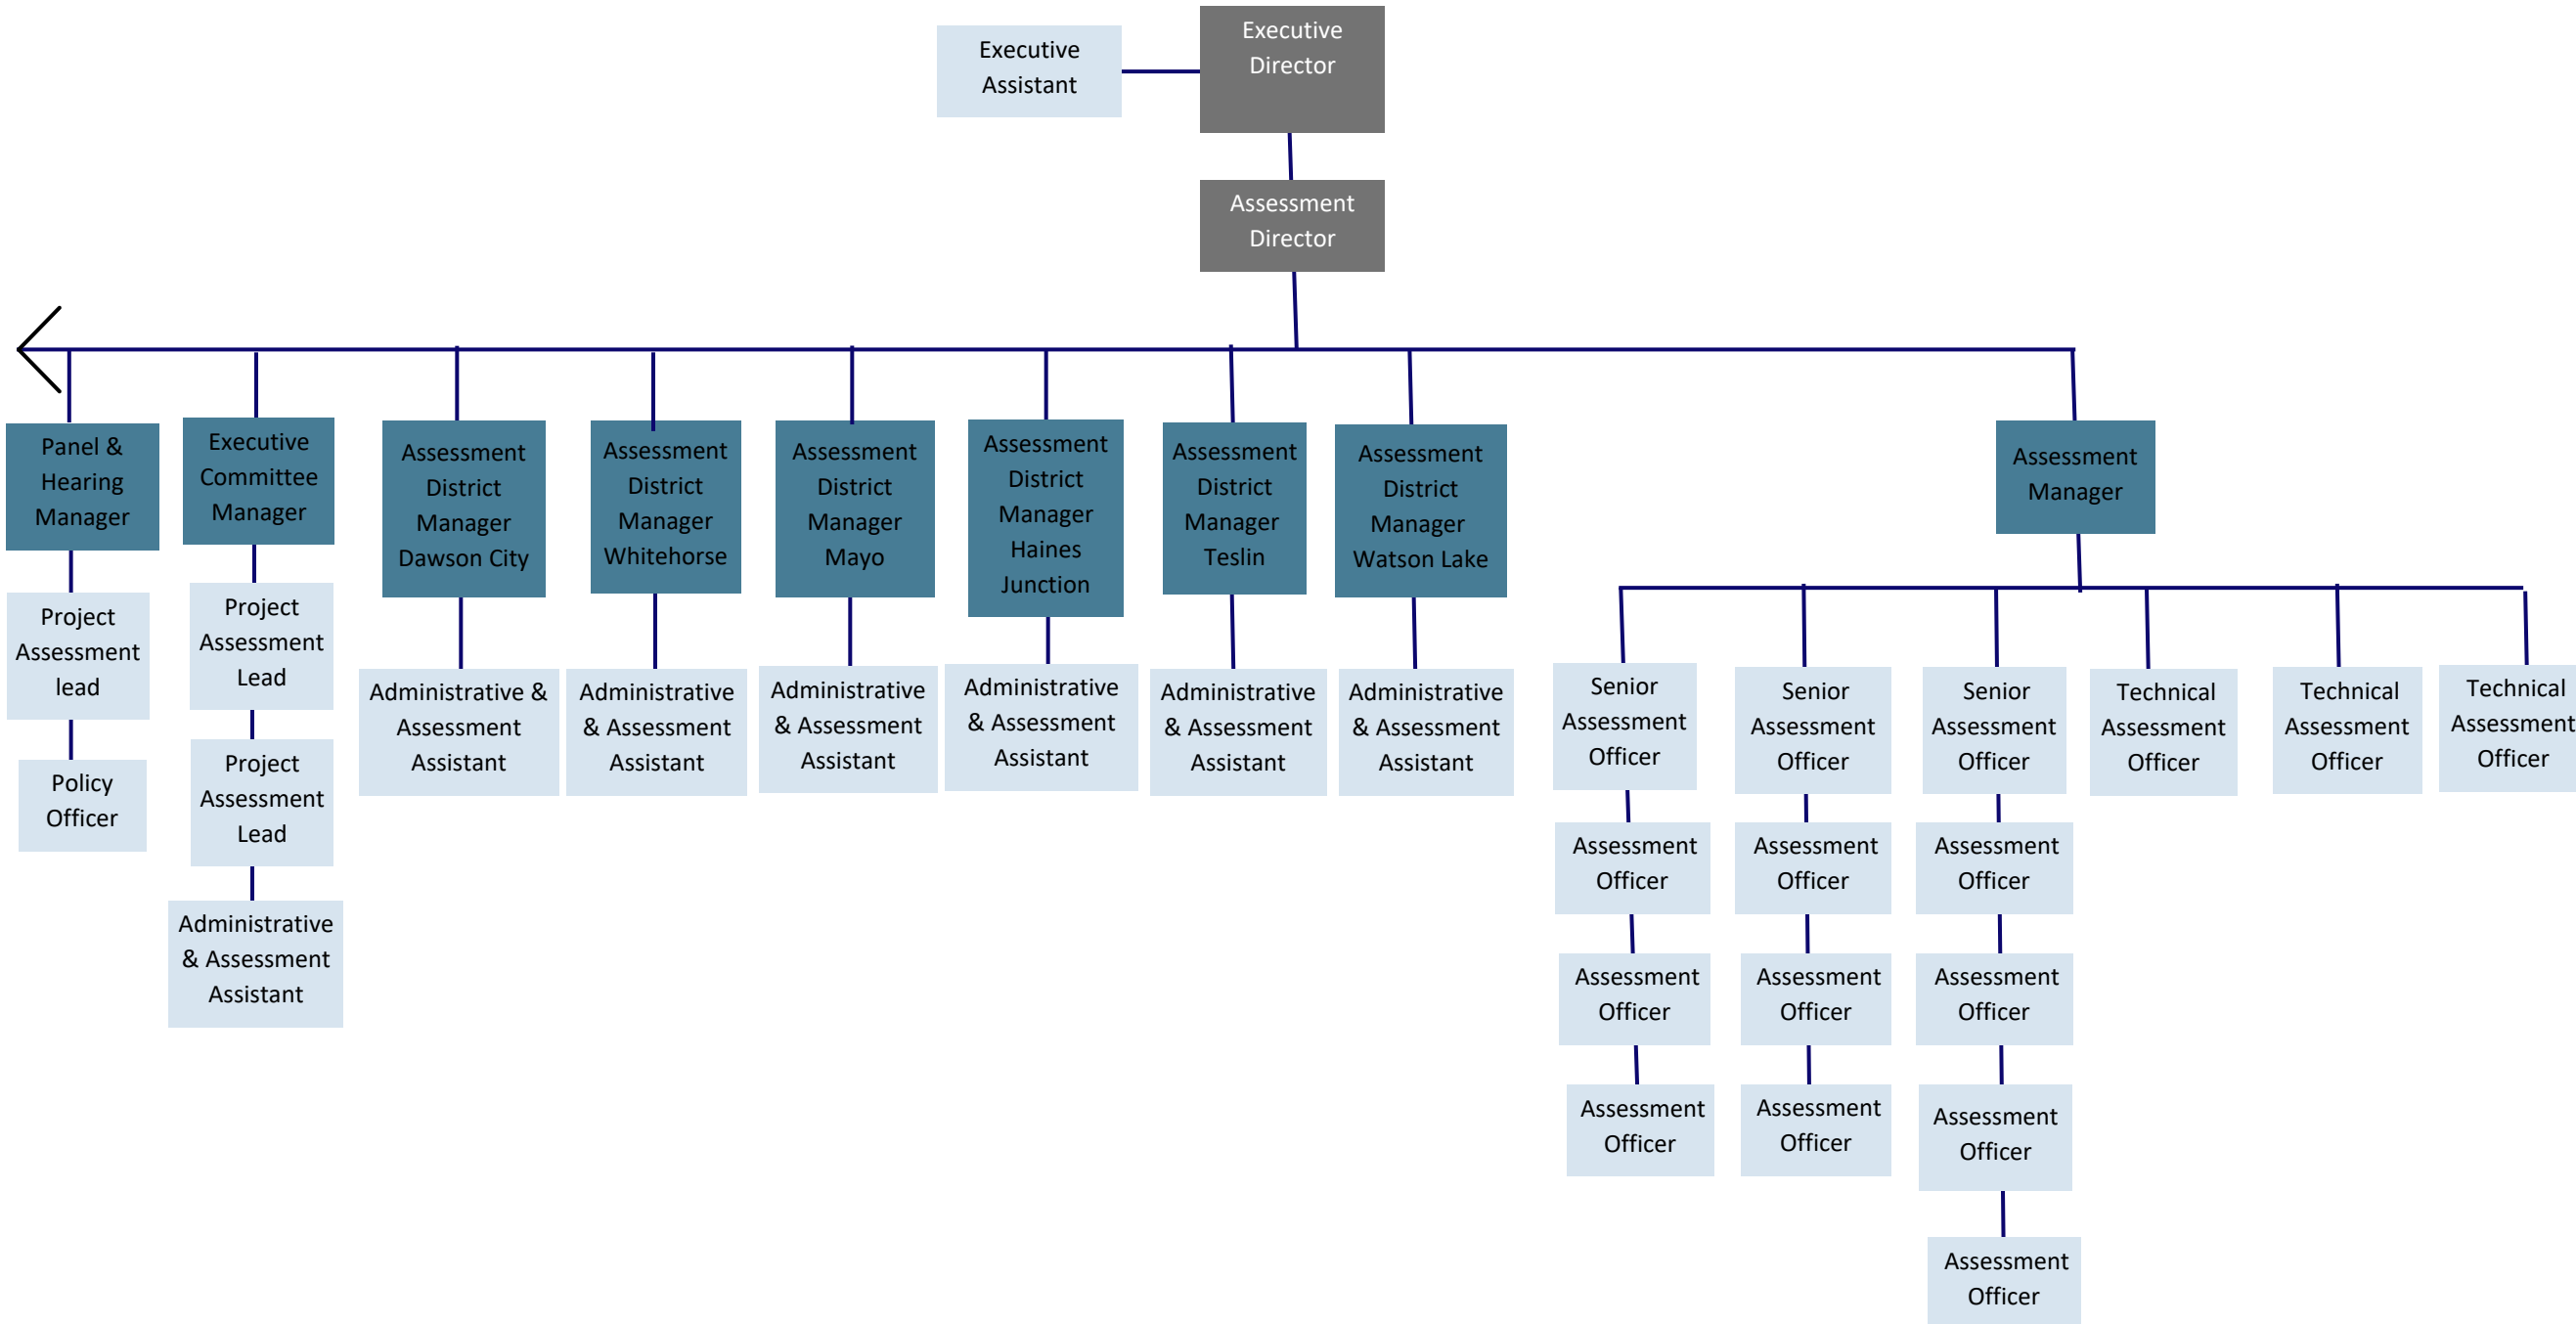 Executive
Assistant
Executive
Director
Assessment
Director
Panel &
Hearing
Manager
Project
Assessment
lead
Policy
Officer
Executive
Committee
Manager
Project
Assessment
Lead
Project
Assessment
Lead
Administrative
& Assessment
Assistant
Assessment
District
Manager
Dawson City
Administrative &
Assessment
Assistant
Assessment
District
Manager
Whitehorse
Administrative
& Assessment
Assistant
Assessment
District
Manager
Mayo
Administrative
& Assessment
Assistant
Assessment
District
Manager
Haines
Junction
Administrative
& Assessment
Assistant
Assessment
District
Manager
Teslin
Administrative
& Assessment
Assistant
Assessment
District
Manager
Watson Lake
Administrative
& Assessment
Assistant
Assessment
Manager
Senior
Assessment
Officer
Assessment
Officer
Assessment
Officer
Assessment
Officer
Senior
Assessment
Officer
Assessment
Officer
Assessment
Officer
Assessment
Officer
Senior
Assessment
Officer
Assessment
Officer
Assessment
Officer
Assessment
Officer
Assessment
Officer
Technical
Assessment
Officer
Technical
Assessment
Officer
Technical
Assessment
Officer